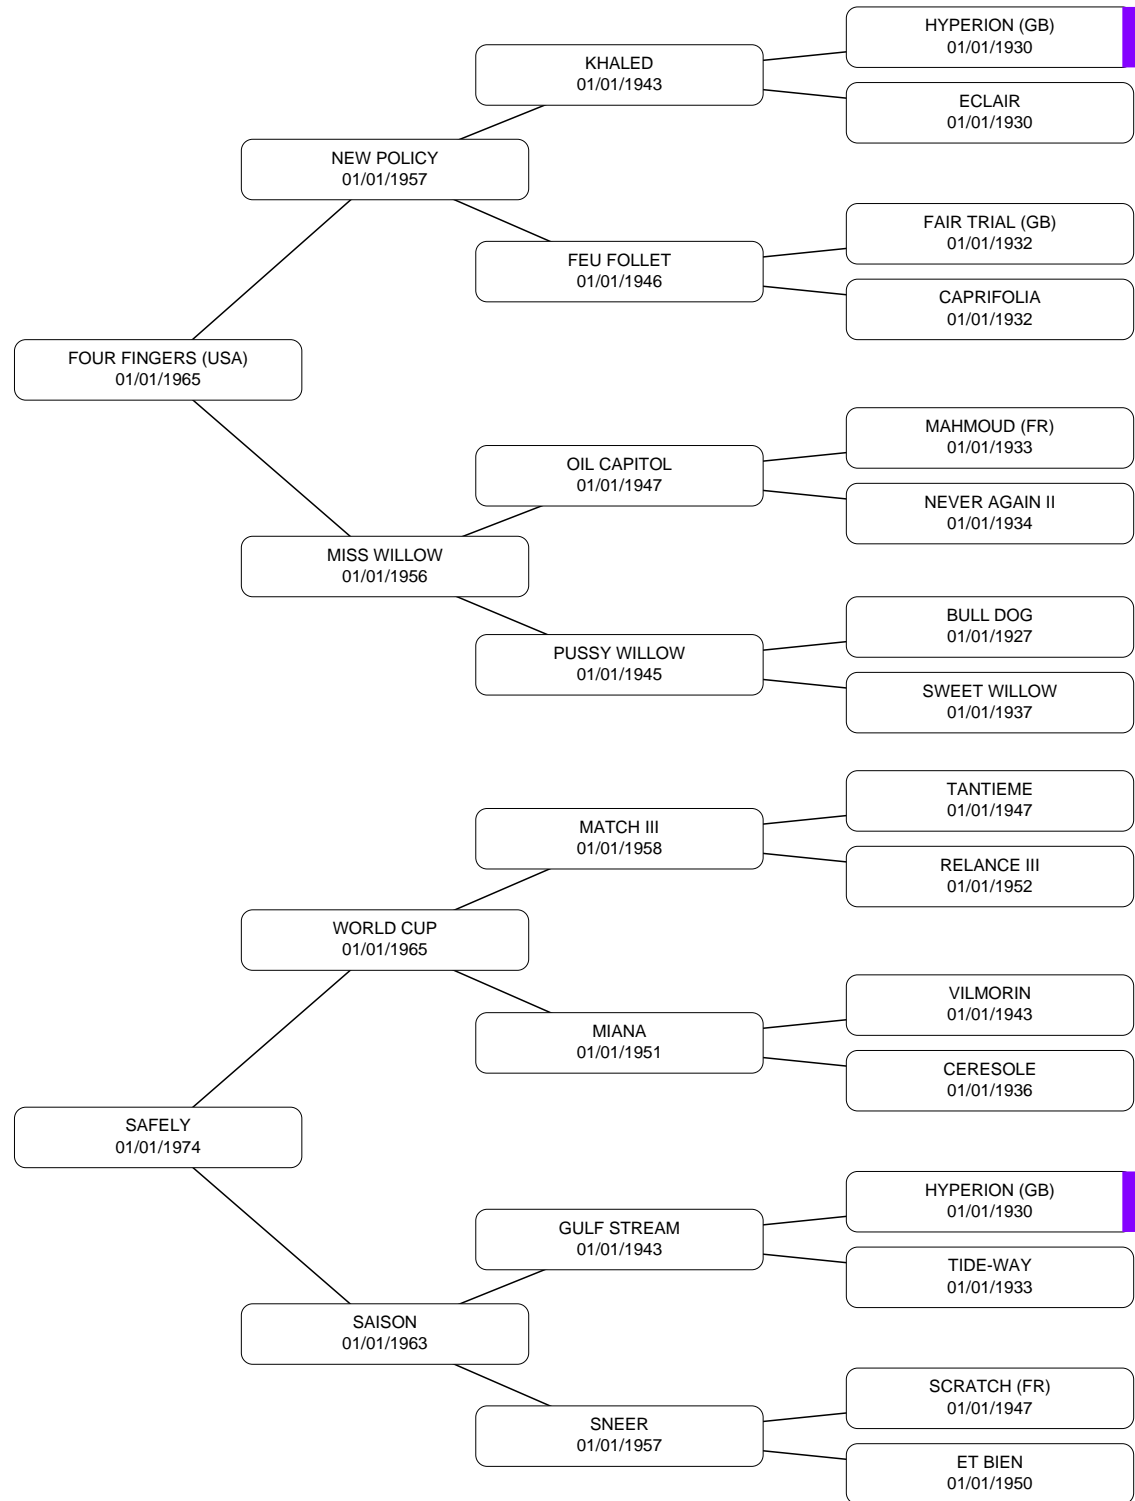 HYPERION (GB)
01/01/1930
KHALED
01/01/1943
ECLAIR
01/01/1930
NEW POLICY
01/01/1957
FAIR TRIAL (GB)
01/01/1932
FEU FOLLET
01/01/1946
CAPRIFOLIA
01/01/1932
FOUR FINGERS (USA)
01/01/1965
MAHMOUD (FR)
01/01/1933
OIL CAPITOL
01/01/1947
NEVER AGAIN II
01/01/1934
MISS WILLOW
01/01/1956
BULL DOG
01/01/1927
PUSSY WILLOW
01/01/1945
SWEET WILLOW
01/01/1937
TANTIEME
01/01/1947
MATCH III
01/01/1958
RELANCE III
01/01/1952
WORLD CUP
01/01/1965
VILMORIN
01/01/1943
MIANA
01/01/1951
CERESOLE
01/01/1936
SAFELY
01/01/1974
HYPERION (GB)
01/01/1930
GULF STREAM
01/01/1943
TIDE-WAY
01/01/1933
SAISON
01/01/1963
SCRATCH (FR)
01/01/1947
SNEER
01/01/1957
ET BIEN
01/01/1950